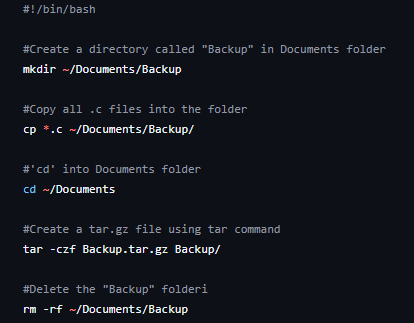 #!/bin/bash
#Create a directory called "Backup" in Documents folder
mkdir ~/Documents/Backup
#Copy all .c files into the folder
cp *.c ~/Documents/Backup/
#'cd' into Documents folder
cd ~/Documents
#Create a tar.gz file using tar command
tar -czf Backup.tar.gz Backup/
#Delete the "Backup" folderi
rm -rf ~/Documents/Backup